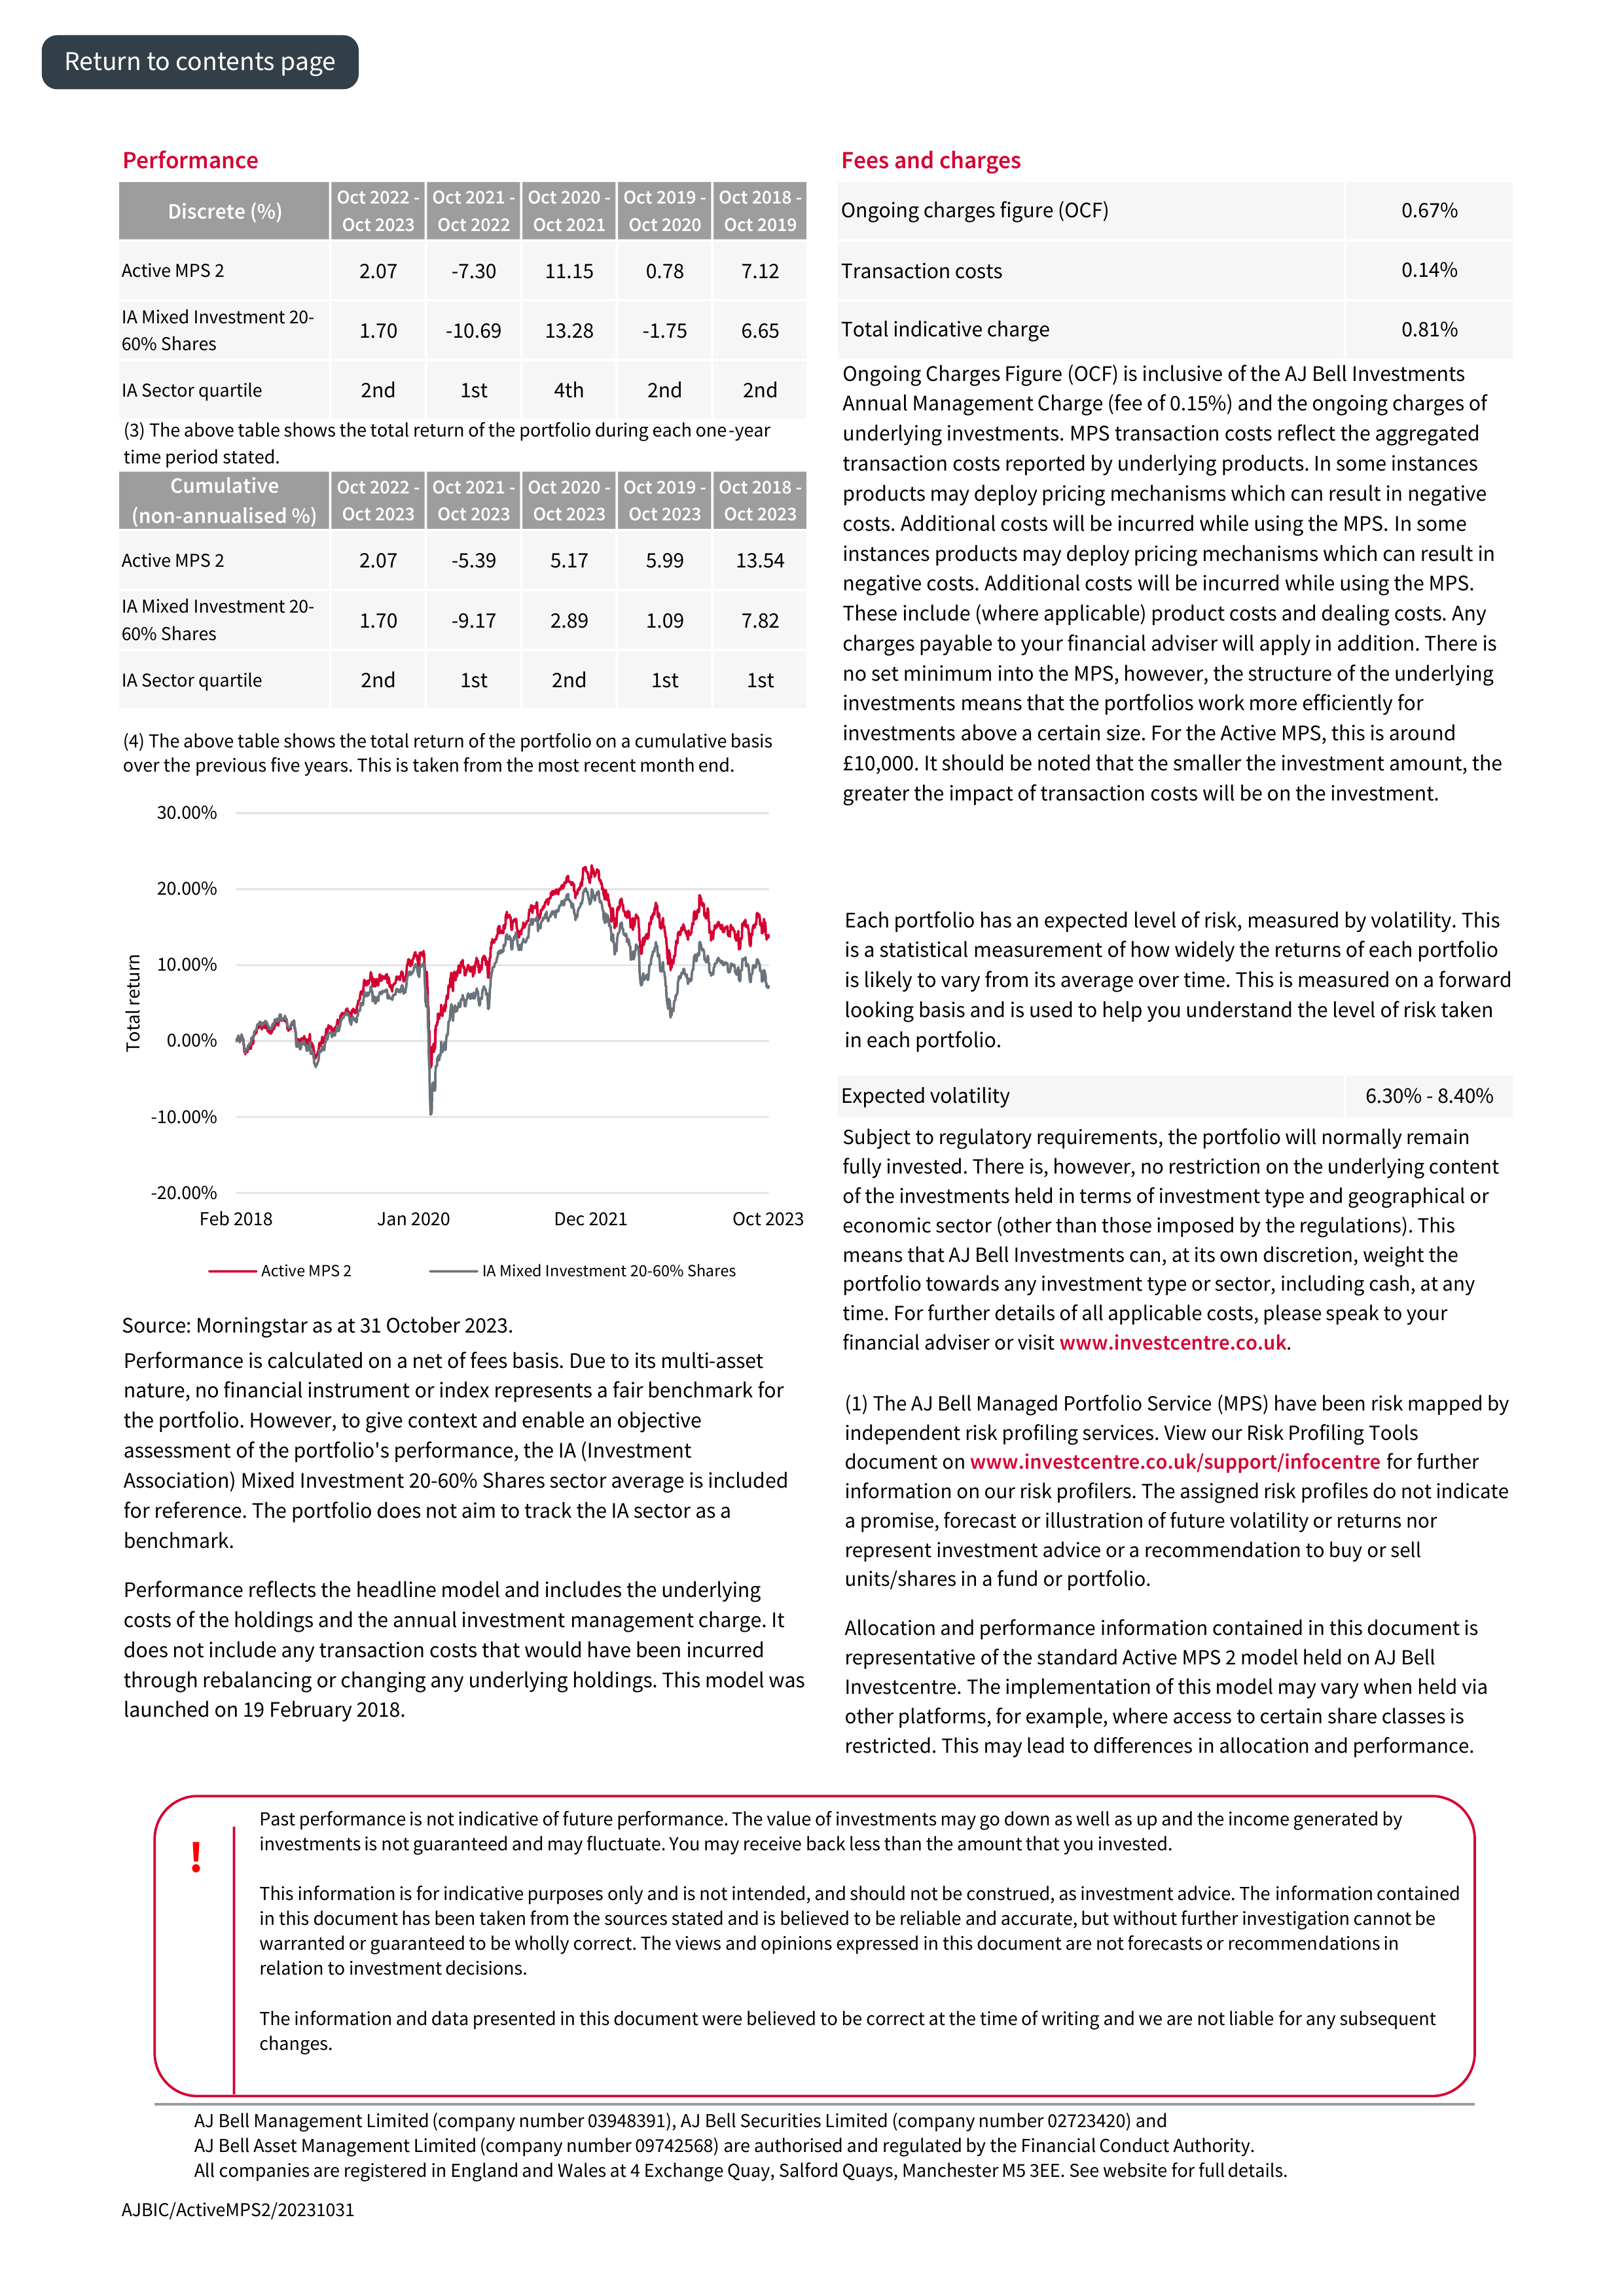 Return to contents page
Performance
Discrete (%) Oct 2022 - Oct 2021 - Oct 2020 - Oct 2019 - Oct 2018 -
Oct 2023 Oct 2022 Oct 2021 Oct 2020 Oct 2019
Active MPS 2 2.07 -7.30 11.15 0.78 7.12
IA Mixed Investment 20-
60% Shares 1.70 -10.69 13.28 -1.75 6.65
IA Sector quartile 2nd 1st 4th 2nd 2nd
(3) The above table shows the total return of the portfolio during each one-year
time period stated.
Cumulative
(non-annualised %) Oct 2022 - Oct 2021 - Oct 2020 - Oct 2019 - Oct 2018 -
Oct 2023 Oct 2023 Oct 2023 Oct 2023 Oct 2023
Active MPS 2 2.07 -5.39 5.17 5.99 13.54
IA Mixed Investment 20-
60% Shares 1.70 -9.17 2.89 1.09 7.82
IA Sector quartile 2nd 1st 2nd 1st 1st
(4) The above table shows the total return of the portfolio on a cumulative basis
over the previous five years. This is taken from the most recent month end.
Total return
30.00%
20.00%
10.00%
0.00%
-10.00%
-20.00%
Feb 2018 Jan 2020 Dec 2021 Oct 2023
Active MPS 2 IA Mixed Investment 20-60% Shares
Source: Morningstar as at 31 October 2023.
Performance is calculated on a net of fees basis. Due to its multi-asset
nature, no financial instrument or index represents a fair benchmark for
the portfolio. However, to give context and enable an objective
assessment of the portfolio's performance, the IA (Investment
Association) Mixed Investment 20-60% Shares sector average is included
for reference. The portfolio does not aim to track the IA sector as a
benchmark.
Performance reflects the headline model and includes the underlying
costs of the holdings and the annual investment management charge. It
does not include any transaction costs that would have been incurred
through rebalancing or changing any underlying holdings. This model was
launched on 19 February 2018.
Fees and charges
Ongoing charges figure (OCF) 0.67%
Transaction costs 0.14%
Total indicative charge 0.81%
Ongoing Charges Figure (OCF) is inclusive of the AJ Bell Investments
Annual Management Charge (fee of 0.15%) and the ongoing charges of
underlying investments. MPS transaction costs reflect the aggregated
transaction costs reported by underlying products. In some instances
products may deploy pricing mechanisms which can result in negative
costs. Additional costs will be incurred while using the MPS. In some
instances products may deploy pricing mechanisms which can result in
negative costs. Additional costs will be incurred while using the MPS.
These include (where applicable) product costs and dealing costs. Any
charges payable to your financial adviser will apply in addition. There is
no set minimum into the MPS, however, the structure of the underlying
investments means that the portfolios work more efficiently for
investments above a certain size. For the Active MPS, this is around
£10,000. It should be noted that the smaller the investment amount, the
greater the impact of transaction costs will be on the investment.
Each portfolio has an expected level of risk, measured by volatility. This
is a statistical measurement of how widely the returns of each portfolio
is likely to vary from its average over time. This is measured on a forward
looking basis and is used to help you understand the level of risk taken
in each portfolio.
Expected volatility 6.30% - 8.40%
Subject to regulatory requirements, the portfolio will normally remain
fully invested. There is, however, no restriction on the underlying content
of the investments held in terms of investment type and geographical or
economic sector (other than those imposed by the regulations). This
means that AJ Bell Investments can, at its own discretion, weight the
portfolio towards any investment type or sector, including cash, at any
time. For further details of all applicable costs, please speak to your
financial adviser or visit www.investcentre.co.uk.
(1) The AJ Bell Managed Portfolio Service (MPS) have been risk mapped by
independent risk profiling services. View our Risk Profiling Tools
document on www.investcentre.co.uk/support/infocentre for further
information on our risk profilers. The assigned risk profiles do not indicate
a promise, forecast or illustration of future volatility or returns nor
represent investment advice or a recommendation to buy or sell
units/shares in a fund or portfolio.
Allocation and performance information contained in this document is
representative of the standard Active MPS 2 model held on AJ Bell
Investcentre. The implementation of this model may vary when held via
other platforms, for example, where access to certain share classes is
restricted. This may lead to differences in allocation and performance.
!
Past performance is not indicative of future performance. The value of investments may go down as well as up and the income generated by
investments is not guaranteed and may fluctuate. You may receive back less than the amount that you invested.
This information is for indicative purposes only and is not intended, and should not be construed, as investment advice. The information contained
in this document has been taken from the sources stated and is believed to be reliable and accurate, but without further investigation cannot be
warranted or guaranteed to be wholly correct. The views and opinions expressed in this document are not forecasts or recommendations in
relation to investment decisions.
The information and data presented in this document were believed to be correct at the time of writing and we are not liable for any subsequent
changes.
AJ Bell Management Limited (company number 03948391), AJ Bell Securities Limited (company number 02723420) and
AJ Bell Asset Management Limited (company number 09742568) are authorised and regulated by the Financial Conduct Authority.
All companies are registered in England and Wales at 4 Exchange Quay, Salford Quays, Manchester M5 3EE. See website for full details.
AJBIC/ActiveMPS2/20231031